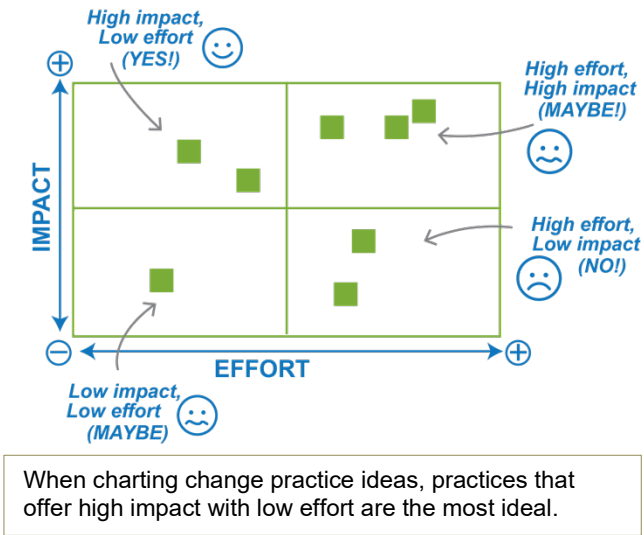 High impact,
Low effort
(YES!)
High effort,
High impact
(MAYBE!)
IMPACT
High effort,
Low impact
(NO!)
EFFORT
Low impact,
Low effort
(MAYBE)
When charting change practice ideas, practices that
offer high impact with low effort are the most ideal.